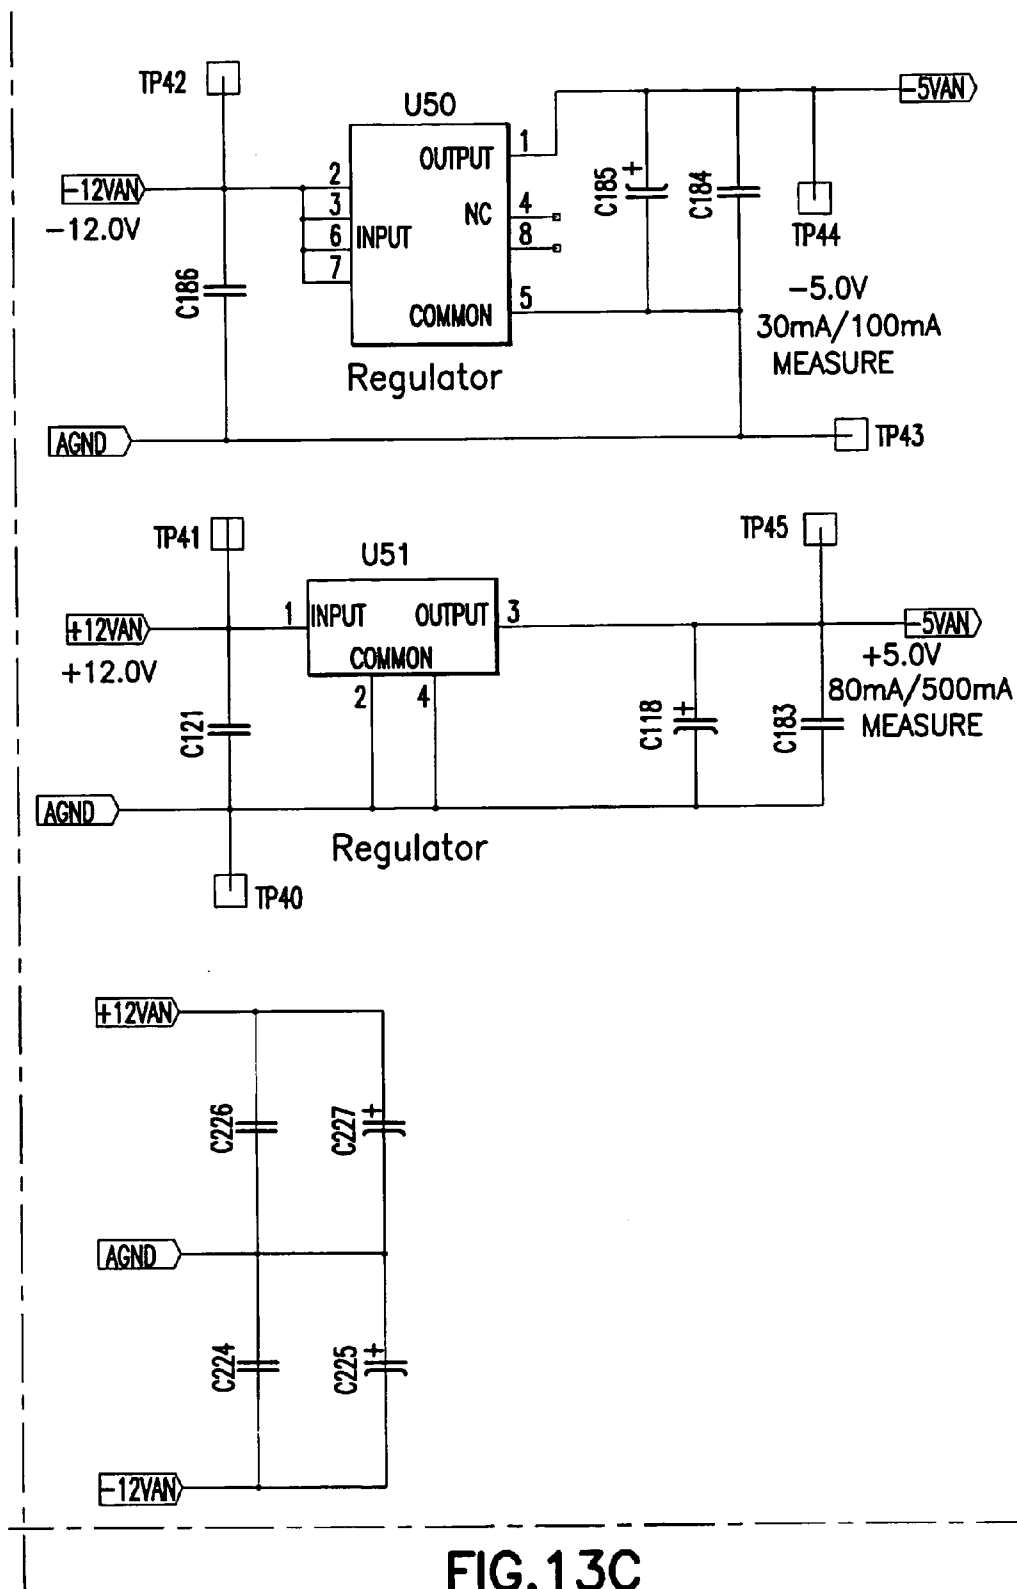 TP42
U50
-5VAN
OUTPUT
1
-12VAN
2
3
6
7
INPUT
NC
4
8
C185
+
C184
TP44
-12.0V
C186
COMMON
5
-5.0V
30mA/100mA
MEASURE
Regulator
AGND
TP43
TP41
U51
TP45
+12VAN
1
INPUT
OUTPUT
3
-5VAN
+12.0V
COMMON
2
4
+5.0V
80mA/500mA
MEASURE
C121
C118
+
C183
AGND
Regulator
TP40
+12VAN
C226
C227
+
AGND
C224
C225
+
-12VAN
FIG.13C